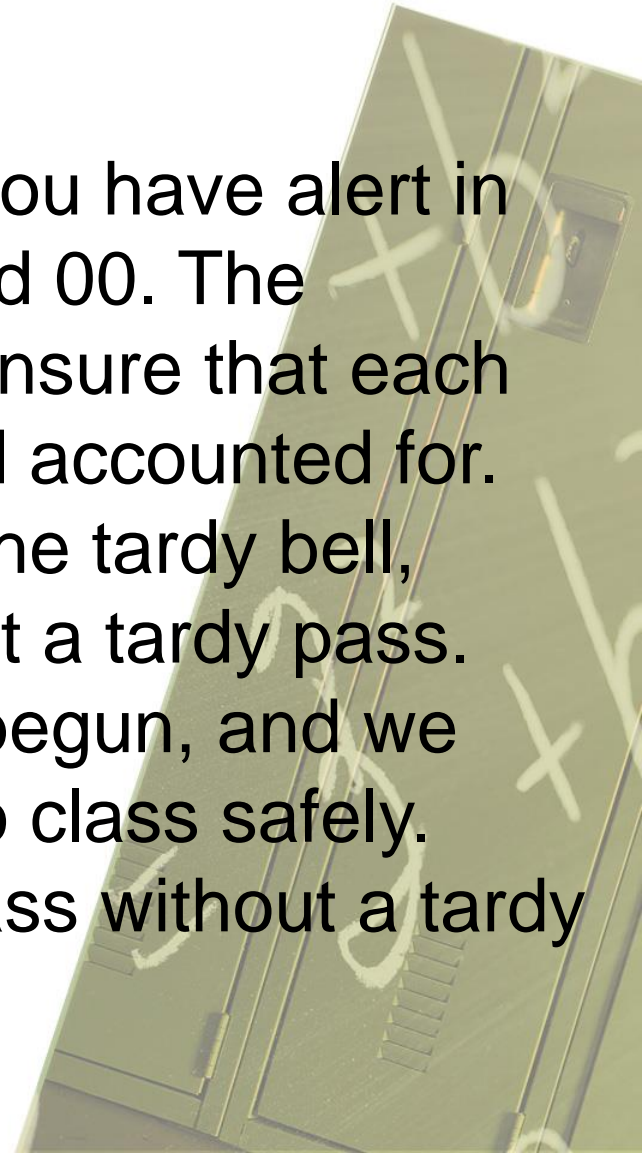 ou have alert in
d 00. The
nsure that each
d accounted for.
he tardy bell,
t a tardy pass.
begun, and we
o class safely.
ass without a tardy